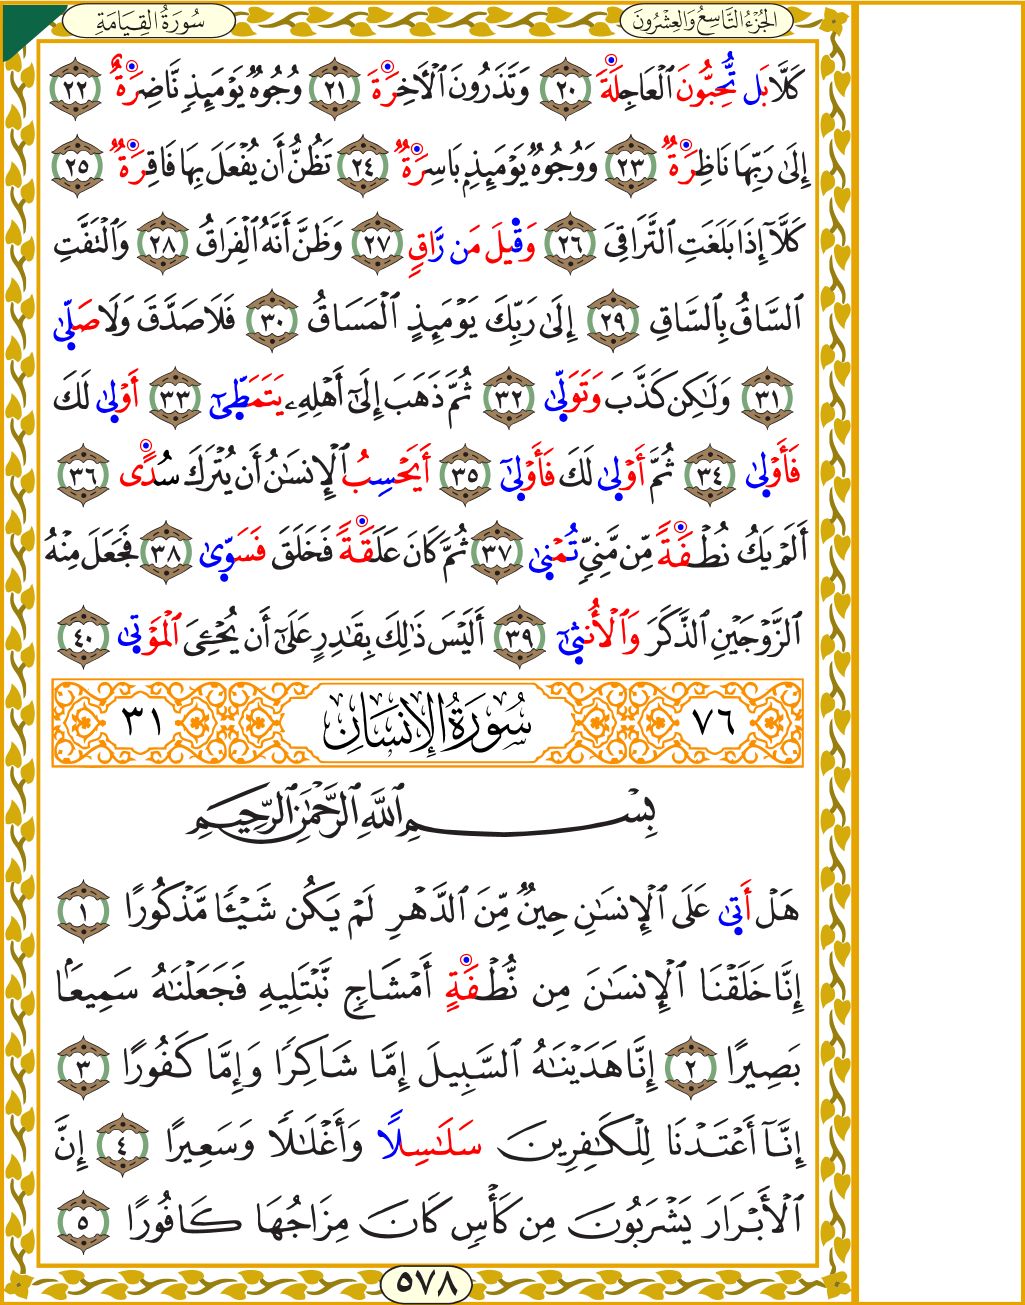 سُورَةُ القِيَامَةِ
الجُزْءُ التَّاسِعُ وَالعِشْرُونَ
كَلَّا بَل تُّحِبُّونَ ٱلْعَاجِلَةَ ٢٠ وَتَذَرُونَ ٱلْأَخِرَةَ ٢١ وُجُوهٌ يَوْمَئِذٖ نَّاضِرَةٌ ٢٢
إِلَىٰ رَبِّهَا نَاظِرَةٞ ٢٣ وَوُجُوهٞ يَوْمَئِذِۭ بَاسِرَةٞ ٢٤ تَظُنُّ أَن يُفْعَلَ بِهَا فَاقِرَةٞ ٢٥
كَلَّآ إِذَا بَلَغَتِ ٱلتَّرَاقِىَ ٢٦ وَقِيلَ مَن رَّاقٖ ٢٧ وَظَنَّ أَنَّهُ ٱلْفِرَاقُ ٢٨ وَٱلْتَفَّتِ
ٱلسَّاقُ بِٱلسَّاقِ ٢٩ إِلَىٰ رَبِّكَ يَوْمَئِذٍ ٱلْمَسَاقُ ٣٠ فَلَا صَدَّقَ وَلَا صَلَّىٰ
٣١ وَلَٰكِن كَذَّبَ وَتَوَلَّىٰ ٣٢ ثُمَّ ذَهَبَ إِلَىٰٓ أَهْلِهِۦ يَتَمَطَّىٰٓ ٣٣ أَوْلَىٰ لَكَ
فَأَوْلَىٰ ٣٤ ثُمَّ أَوْلَىٰ لَكَ فَأَوْلَىٰٓ ٣٥ أَيَحْسِبُ ٱلْإِنسَٰنُ أَن يُتْرَكَ سُدًى ٣٦
أَلَمْ يَكُ نُطْفَةٗ مِّن مَّنِىّٖ تُمْنَىٰ ٣٧ ثُمَّ كَانَ عَلَقَةٗ فَخَلَقَ فَسَوَّىٰ ٣٨ فَجَعَلَ مِنْهُ
ٱلزَّوْجَيْنِ ٱلذَّكَرَ وَٱلْأُنثَىٰٓ ٣٩ أَلَيْسَ ذَٰلِكَ بِقَٰدِرٍ عَلَىٰٓ أَن يُحْـِۧىَ ٱلْمَوْتَىٰ ٤٠
٧٦ سُورَةُ الإِنسَانِ ٣١
بِسْمِ ٱللَّهِ ٱلرَّحْمَٰنِ ٱلرَّحِيمِ
هَلْ أَتَىٰ عَلَى ٱلْإِنسَٰنِ حِينٞ مِّنَ ٱلدَّهْرِ لَمْ يَكُن شَيْـٔٗا مَّذْكُورًا ١
إِنَّا خَلَقْنَا ٱلْإِنسَٰنَ مِن نُّطْفَةٍ أَمْشَاجٖ نَّبْتَلِيهِ فَجَعَلْنَٰهُ سَمِيعَۢا
بَصِيرًا ٢ إِنَّا هَدَيْنَٰهُ ٱلسَّبِيلَ إِمَّا شَاكِرٗا وَإِمَّا كَفُورًا ٣
إِنَّآ أَعْتَدْنَا لِلْكَٰفِرِينَ سَلَٰسِلًا وَأَغْلَٰلٗا وَسَعِيرًا ٤ إِنَّ
ٱلْأَبْرَارَ يَشْرَبُونَ مِن كَأْسٖ كَانَ مِزَاجُهَا كَافُورًا ٥
٥٧٨